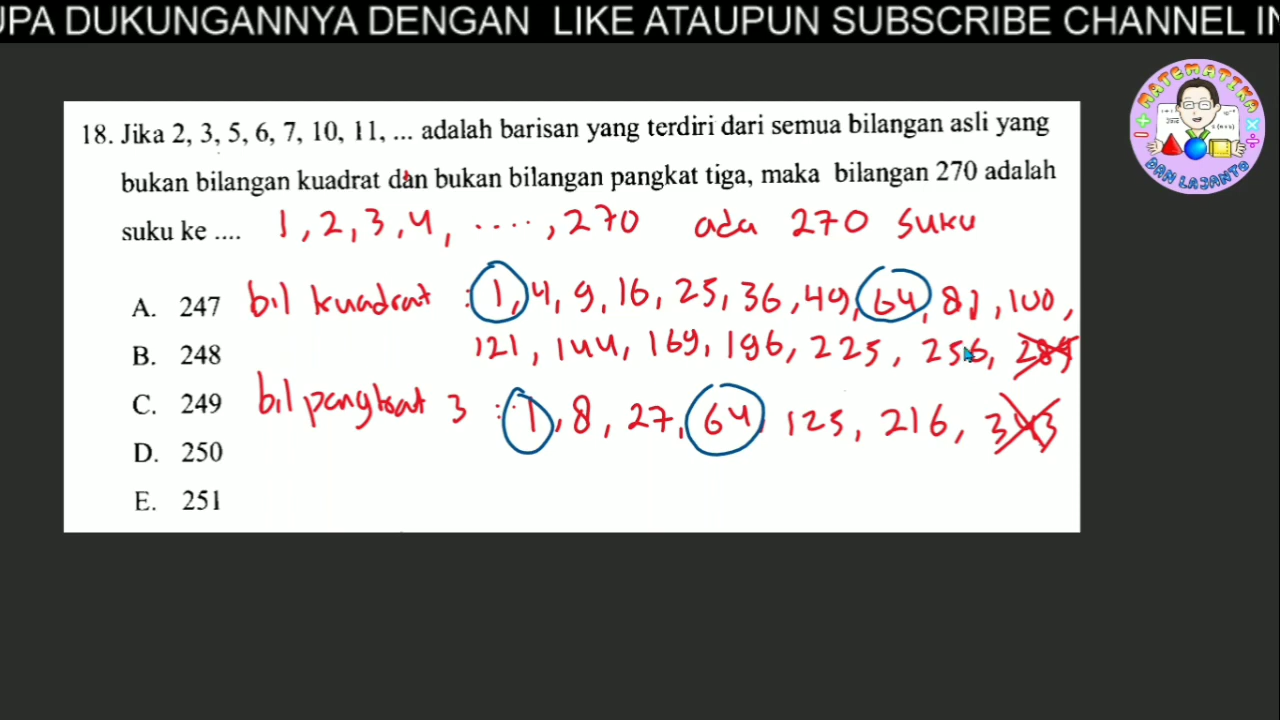 UPA DUKUNGANNYA DENGAN LIKE ATAUPUN SUBSCRIBE CHANNEL IN
MATEMATIKA
DAN LAJANTO
18. Jika 2, 3, 5, 6, 7, 10, 11, ... adalah barisan yang terdiri dari semua bilangan asli yang
bukan bilangan kuadrat dan bukan bilangan pangkat tiga, maka bilangan 270 adalah
suku ke .... 1, 2, 3, 4, ...., 270 ada 270 suku
A. 247 bil kuadrat : 1, 4, 9, 16, 25, 36, 49, 64, 81, 100,
121, 144, 169, 196, 225, 256, 289
B. 248
C. 249 bil pangkat 3 : 1, 8, 27, 64, 125, 216, 343
D. 250
E. 251